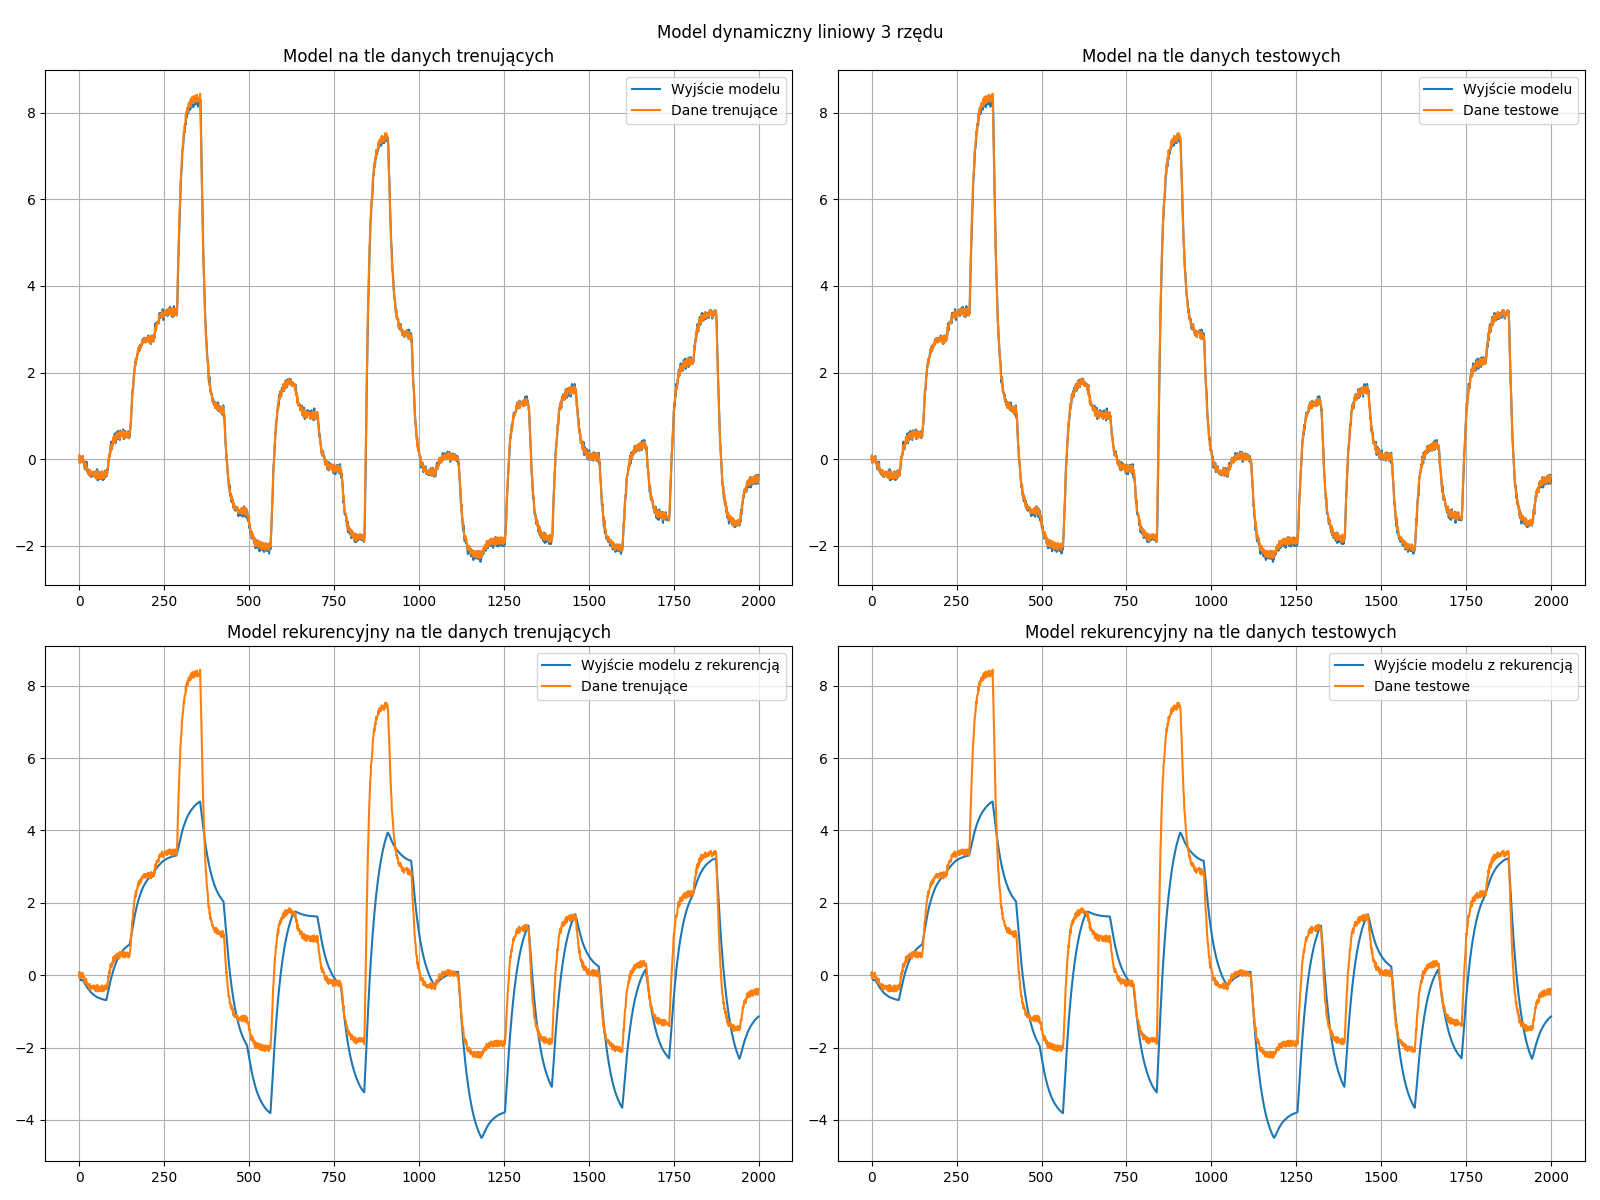 Model dynamiczny liniowy 3 rzędu
Model na tle danych trenujących
Wyjście modelu
Dane trenujące
8
6
4
2
0
−2
0 250 500 750 1000 1250 1500 1750 2000
Model na tle danych testowych
Wyjście modelu
Dane testowe
8
6
4
2
0
−2
0 250 500 750 1000 1250 1500 1750 2000
Model rekurencyjny na tle danych trenujących
Wyjście modelu z rekurencją
Dane trenujące
8
6
4
2
0
−2
−4
0 250 500 750 1000 1250 1500 1750 2000
Model rekurencyjny na tle danych testowych
Wyjście modelu z rekurencją
Dane testowe
8
6
4
2
0
−2
−4
0 250 500 750 1000 1250 1500 1750 2000